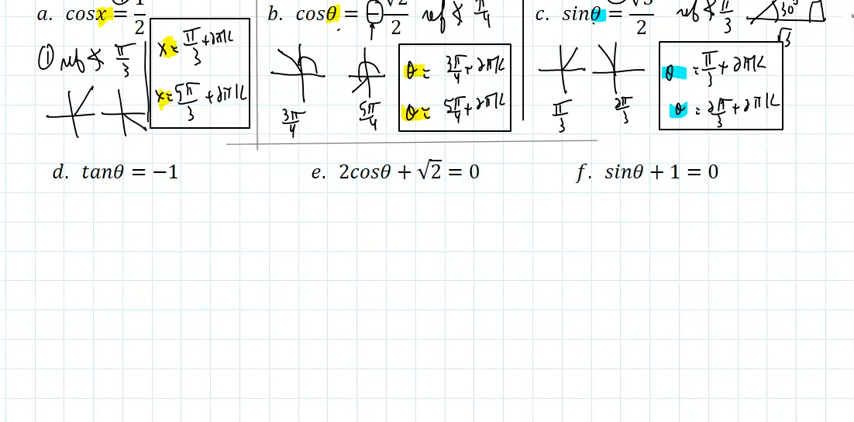 a. cosx = 1/2
① ref ∢ π/3
x = π/3 + 2πK
x = 5π/3 + 2πK
b. cosθ = −√2/2 ref ∢ π/4
3π/4 5π/4
θ = 3π/4 + 2πK
θ = 5π/4 + 2πK
c. sinθ = √3/2 ref ∢ π/3
30°
√3
π/3 2π/3
θ = π/3 + 2πK
θ = 2π/3 + 2πK
d. tanθ = −1
e. 2cosθ + √2 = 0
f. sinθ + 1 = 0